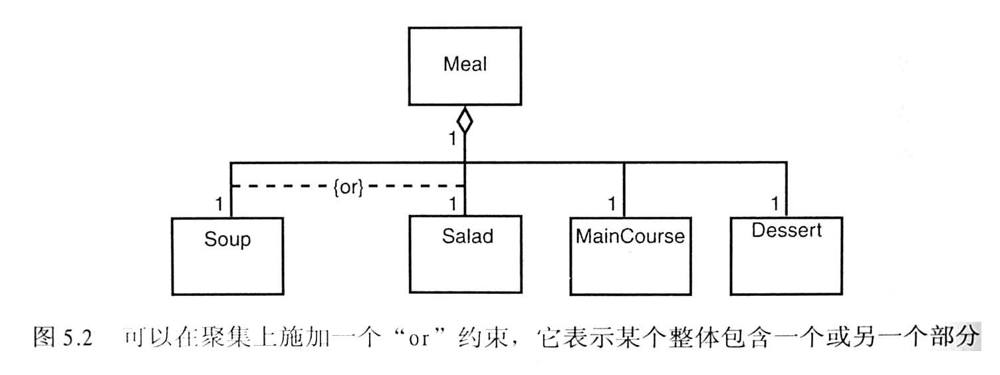 Meal
1
{or}
1
1
1
1
Soup
Salad
MainCourse
Dessert
图 5.2 可以在聚集上施加一个“or”约束，它表示某个整体包含一个或另一个部分